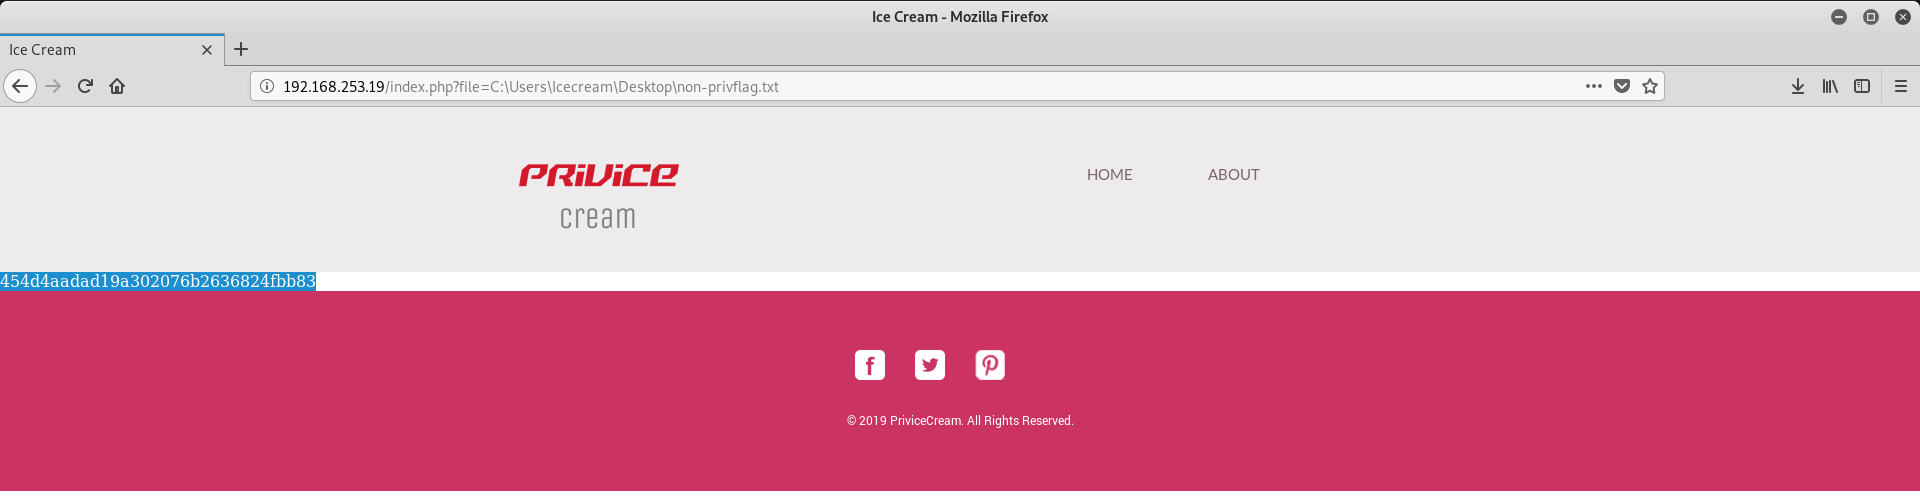 Ice Cream - Mozilla Firefox
Ice Cream
192.168.253.19/index.php?file=C:\Users\Icecream\Desktop\non-privflag.txt
PRIVICE
cream
HOME ABOUT
454d4aadad19a302076b2636824fbb83
© 2019 PriviceCream. All Rights Reserved.